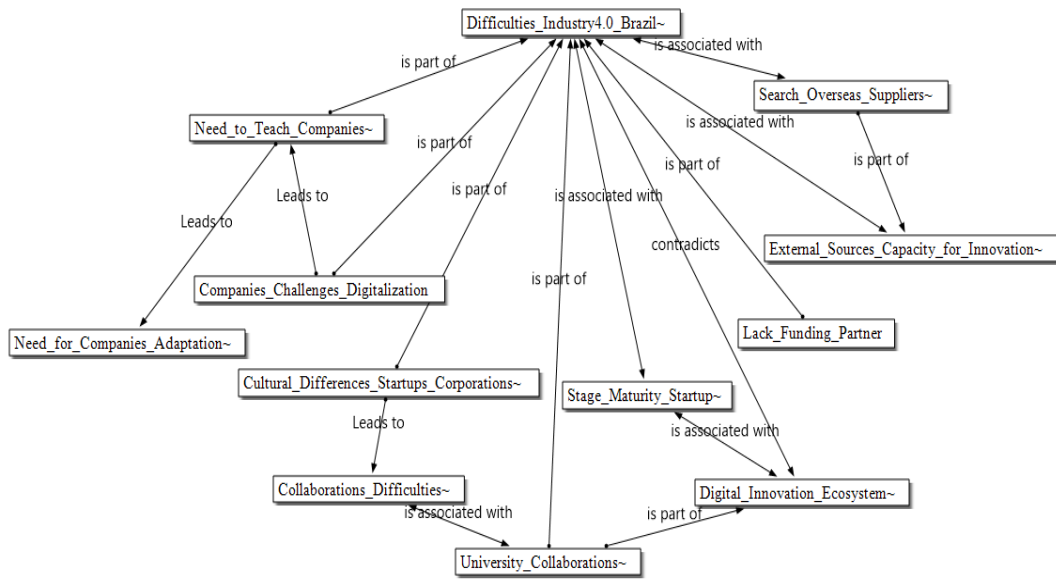 Difficulties_Industry4.0_Brazil~
is associated with
is part of
Search_Overseas_Suppliers~
is associated with
Need_to_Teach_Companies~
is part of
is part of
is part of
is part of
is associated with
Leads to
Leads to
contradicts
External_Sources_Capacity_for_Innovation~
is part of
Companies_Challenges_Digitalization
Lack_Funding_Partner
Need_for_Companies_Adaptation~
Cultural_Differences_Startups_Corporations~
Stage_Maturity_Startup~
Leads to
is associated with
Collaborations_Difficulties~
Digital_Innovation_Ecosystem~
is associated with
is part of
University_Collaborations~